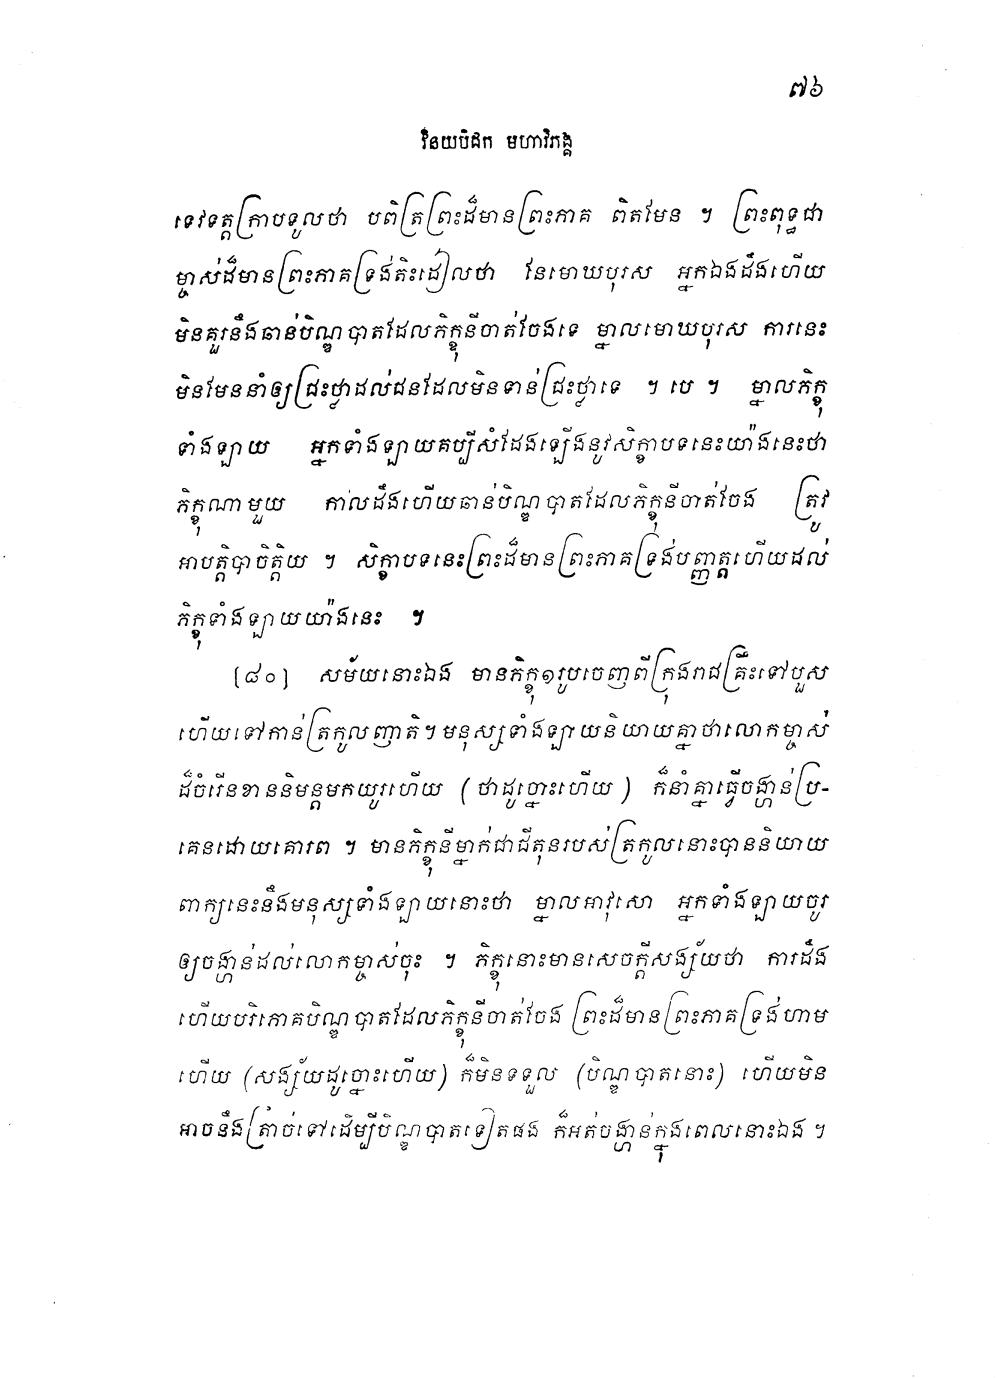 ៧៦
វិនយបិដក មហាវិភង្គ
ទេវទត្តក្រាបទូលថា បពិត្រព្រះដ៏មានព្រះភាគ ពិតមែន ។ ព្រះពុទ្ធជា
ម្ចាស់ដ៏មានព្រះភាគទ្រង់តិះដៀលថា នែមោឃបុរស អ្នកឯងដឹងហើយ
មិនគួរនឹងឆាន់បិណ្ឌបាតដែលភិក្ខុនីចាត់ចែងទេ ម្នាលមោឃបុរស ការនេះ
មិនមែននាំឲ្យជ្រះថ្លាដល់ជនដែលមិនទាន់ជ្រះថ្លាទេ ។ បេ ។ ម្នាលភិក្ខុ
ទាំងឡាយ អ្នកទាំងឡាយគប្បីសំដែងឡើងនូវសិក្ខាបទនេះយ៉ាងនេះថា
ភិក្ខុណាមួយ កាលដឹងហើយឆាន់បិណ្ឌបាតដែលភិក្ខុនីចាត់ចែង ត្រូវ
អាបត្តិបាចិត្តិយ ។ សិក្ខាបទនេះព្រះដ៏មានព្រះភាគទ្រង់បញ្ញត្តហើយដល់
ភិក្ខុទាំងឡាយយ៉ាងនេះ ។
[៨០] សម័យនោះឯង មានភិក្ខុ១រូបចេញពីក្រុងរាជគ្រឹះទៅបួស
ហើយទៅកាន់ត្រកូលញាតិ។ មនុស្សទាំងឡាយនិយាយគ្នាថាលោកម្ចាស់
ដ៏ចំរើនខាននិមន្តមកយូរហើយ (ថាដូច្នោះហើយ) ក៏នាំគ្នាធ្វើចង្ហាន់ប្រ-
គេនដោយគោរព ។ មានភិក្ខុនីម្នាក់ជាជីតុនរបស់ត្រកូលនោះបាននិយាយ
ពាក្យនេះនឹងមនុស្សទាំងឡាយនោះថា ម្នាលអាវុសោ អ្នកទាំងឡាយចូរ
ឲ្យចង្ហាន់ដល់លោកម្ចាស់ចុះ ។ ភិក្ខុនោះមានសេចក្តីសង្ស័យថា ការដឹង
ហើយបរិភោគបិណ្ឌបាតដែលភិក្ខុនីចាត់ចែង ព្រះដ៏មានព្រះភាគទ្រង់ហាម
ហើយ (សង្ស័យដូច្នោះហើយ) ក៏មិនទទួល (បិណ្ឌបាតនោះ) ហើយមិន
អាចនឹងត្រាច់ទៅដើម្បីបិណ្ឌបាតទៀតផង ក៏អត់ចង្ហាន់ក្នុងពេលនោះឯង ។